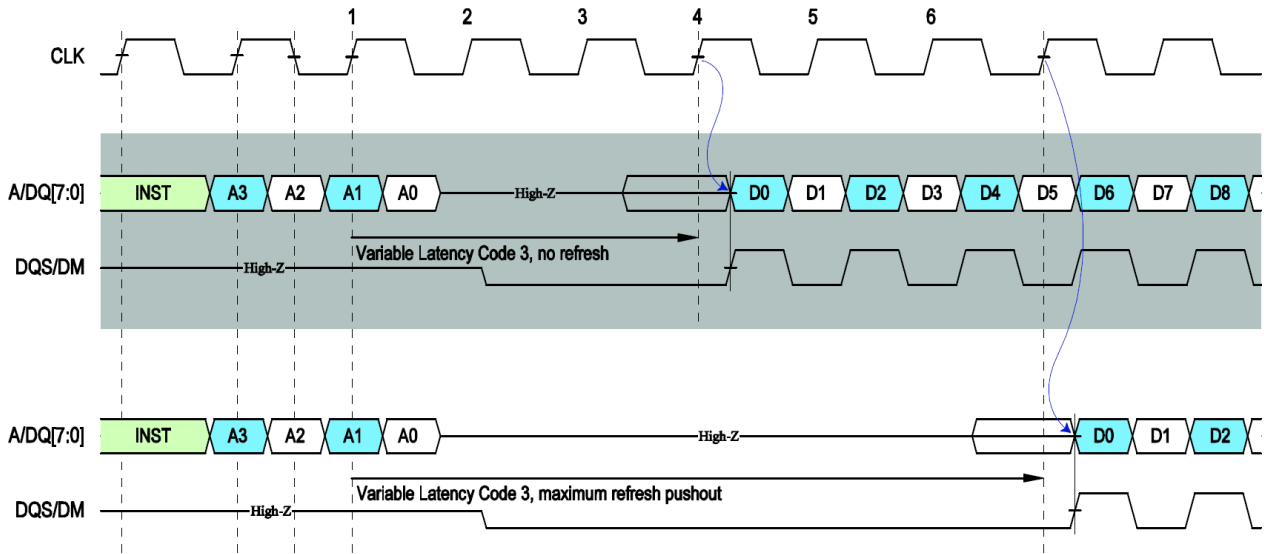 1 2 3 4 5 6
CLK
A/DQ[7:0] INST A3 A2 A1 A0 High-Z D0 D1 D2 D3 D4 D5 D6 D7 D8
Variable Latency Code 3, no refresh
DQS/DM High-Z
A/DQ[7:0] INST A3 A2 A1 A0 High-Z D0 D1 D2
Variable Latency Code 3, maximum refresh pushout
DQS/DM High-Z